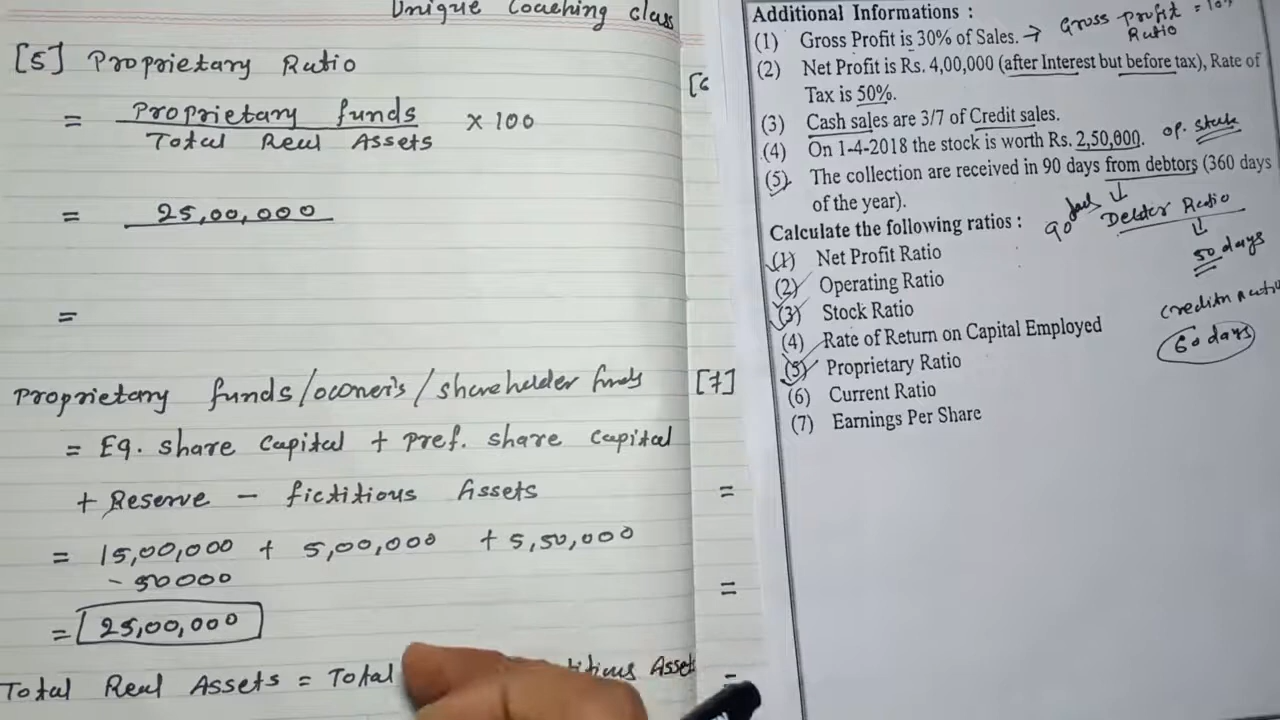 Unique Coaching class
[5] Proprietary Ratio
= Proprietary funds / Total Real Assets × 100
= 25,00,000
=
Proprietary funds/owner's/shareholder funds
= Eq. share capital + pref. share capital
+ Reserve - fictitious Assets
= 15,00,000 + 5,00,000 + 5,50,000
- 50000
= 25,00,000
Total Real Assets = Total Assets
[6
[7]
=
=
=
Additional Informations :
(1) Gross Profit is 30% of Sales. → Gross Profit Ratio
(2) Net Profit is Rs. 4,00,000 (after Interest but before tax), Rate of
Tax is 50%.
(3) Cash sales are 3/7 of Credit sales.
(4) On 1-4-2018 the stock is worth Rs. 2,50,000. op. stock
(5) The collection are received in 90 days from debtors (360 days
of the year).
90 days Debtor Ratio
Calculate the following ratios :
50 days
(1) Net Profit Ratio
(2) Operating Ratio
(3) Stock Ratio
(4) Rate of Return on Capital Employed
60 days
(5) Proprietary Ratio
(6) Current Ratio
(7) Earnings Per Share